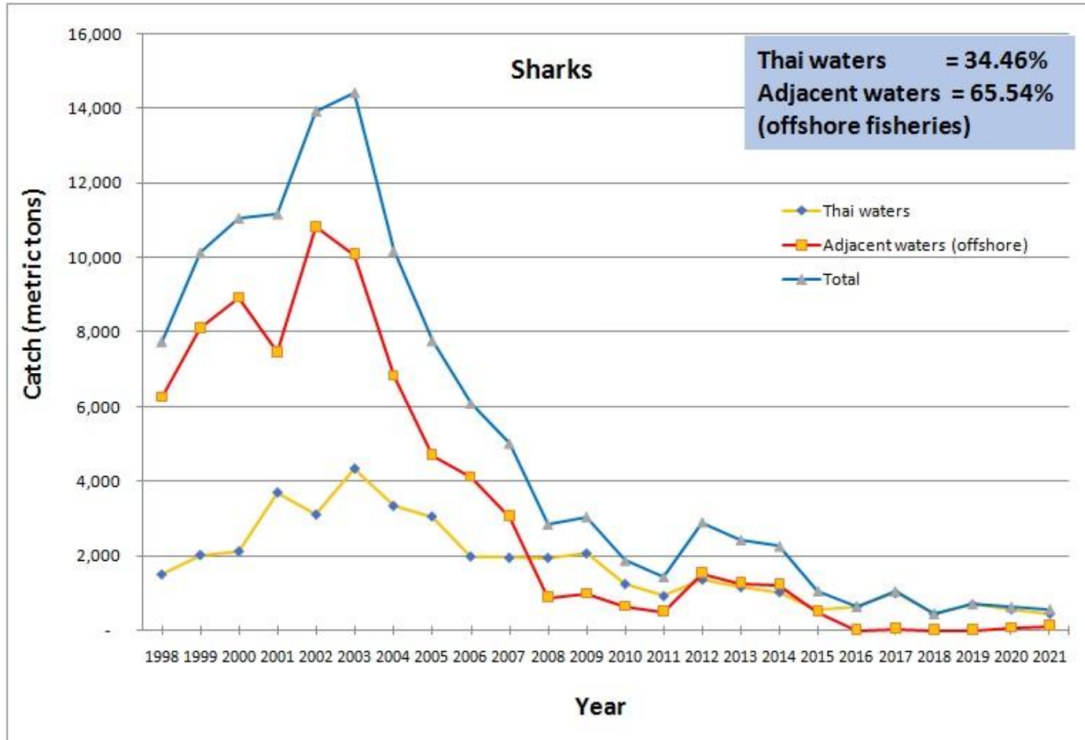 Sharks
Thai waters = 34.46%
Adjacent waters = 65.54%
(offshore fisheries)
Thai waters
Adjacent waters (offshore)
Total
Catch (metric tons)
16,000
14,000
12,000
10,000
8,000
6,000
4,000
2,000
-
1998 1999 2000 2001 2002 2003 2004 2005 2006 2007 2008 2009 2010 2011 2012 2013 2014 2015 2016 2017 2018 2019 2020 2021
Year